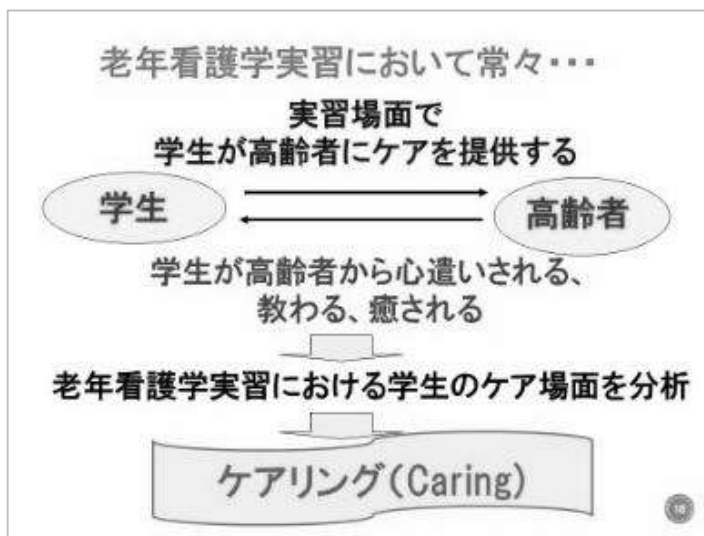 老年看護学実習において常々・・・
実習場面で
学生が高齢者にケアを提供する
学生
高齢者
学生が高齢者から心遣いされる、
教わる、癒される
老年看護学実習における学生のケア場面を分析
ケアリング(Caring)